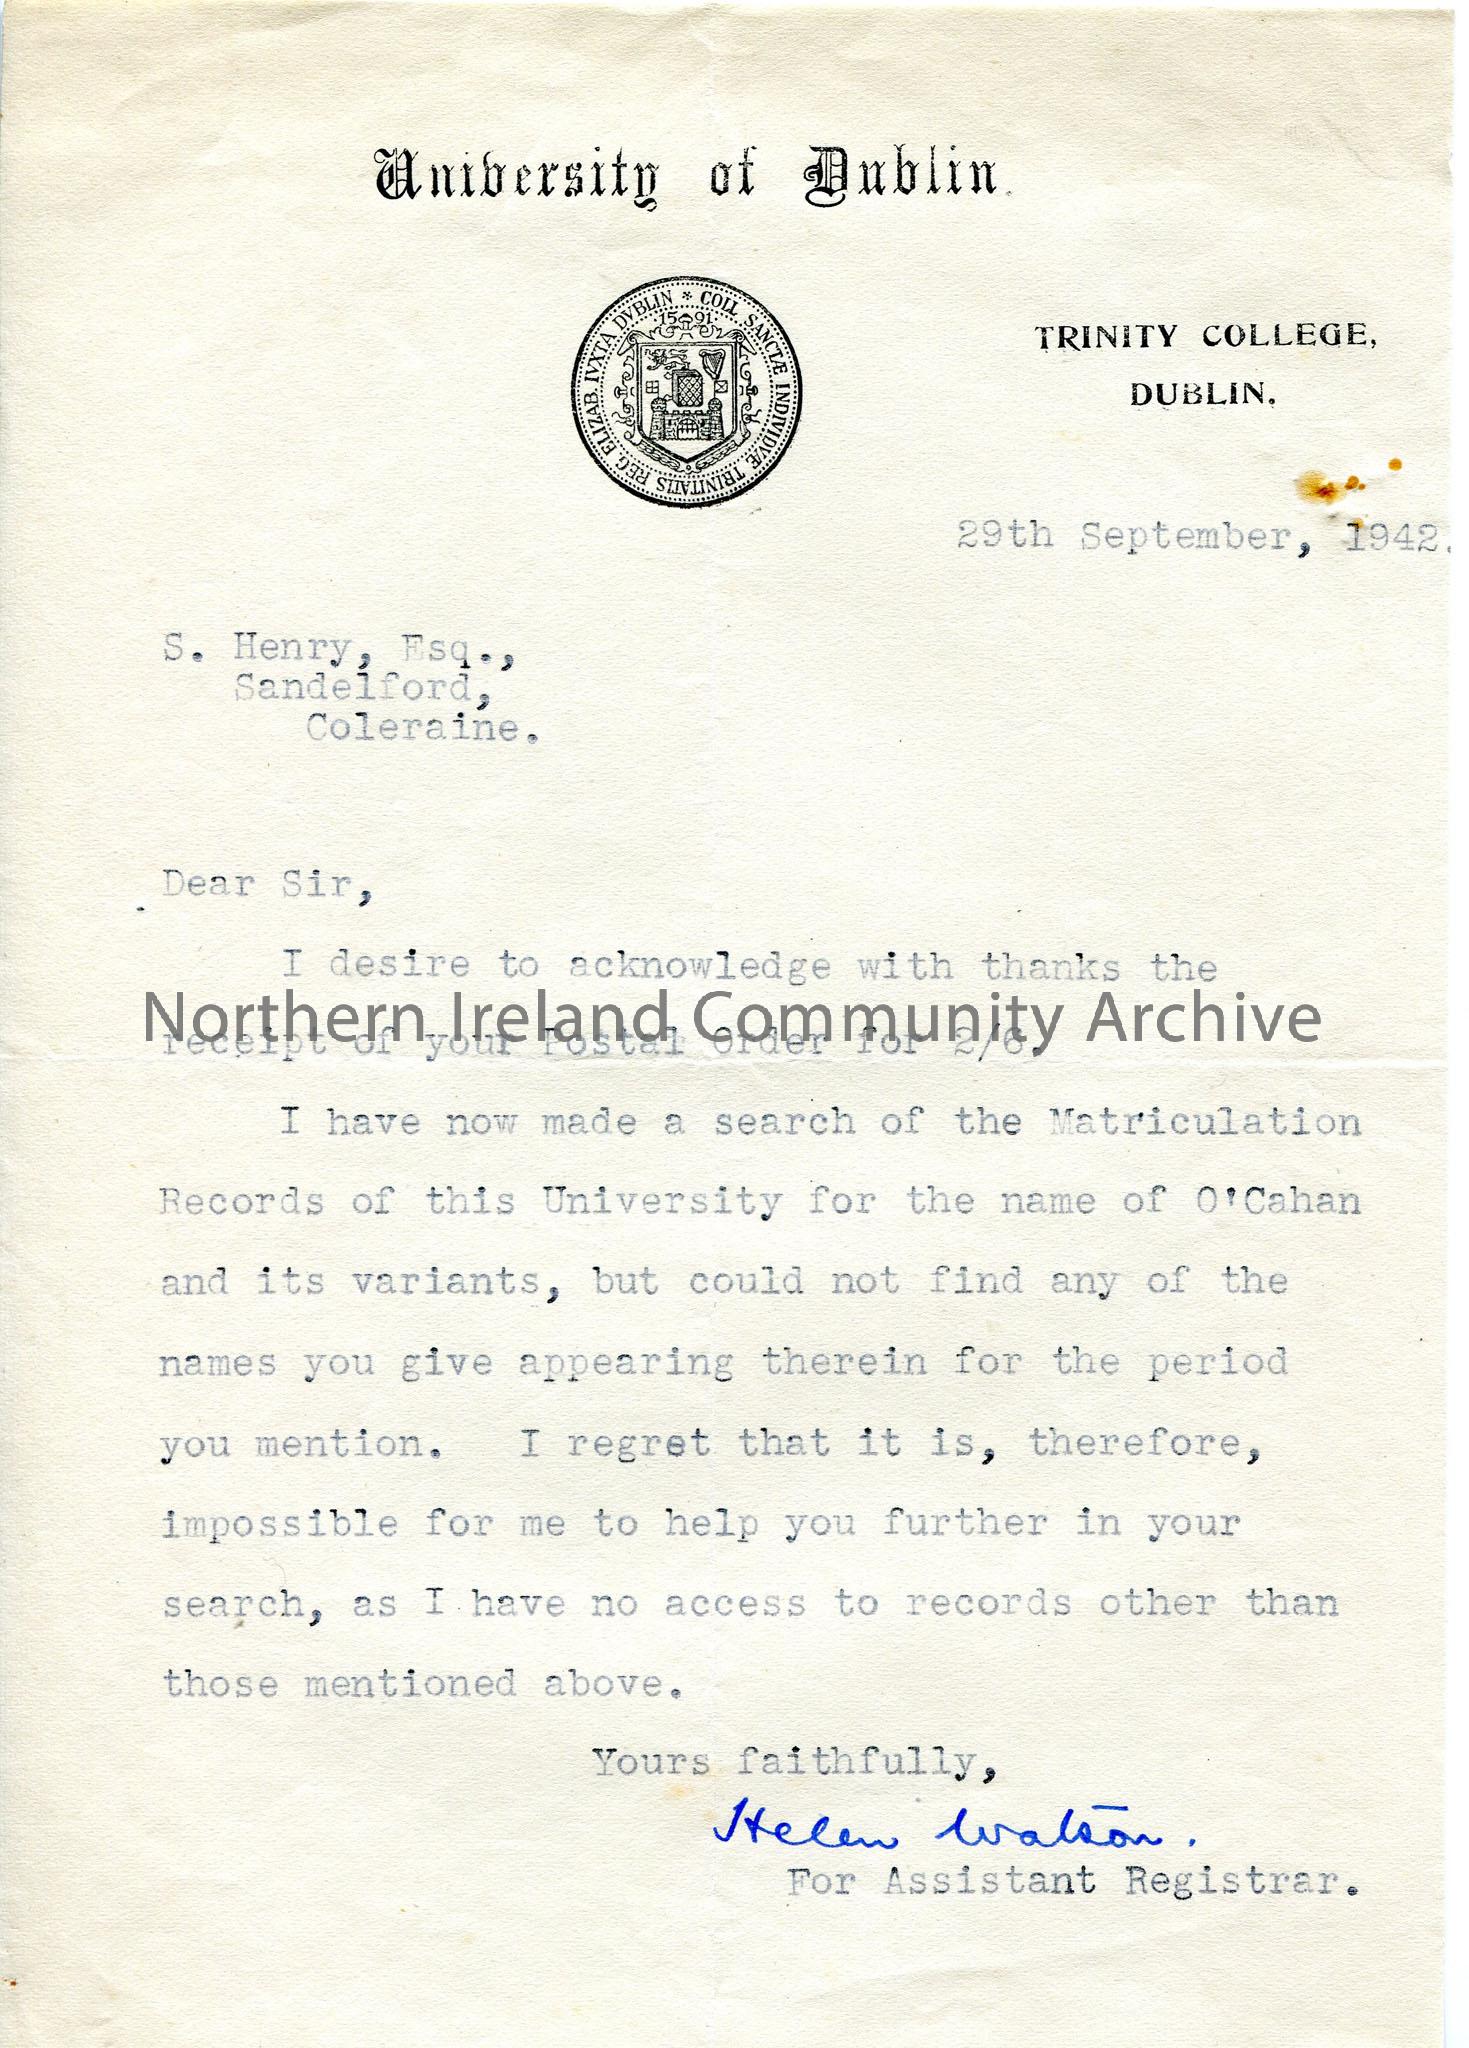 University of Dublin.
REG. ELIZAB. IVXTA DVBLIN * COLL SANCTÆ INDIVIDVÆ TRINITATIS
1591
TRINITY COLLEGE,
DUBLIN.
29th September, 1942.
S. Henry, Esq.,
Sandelford,
Coleraine.
Dear Sir,
I desire to acknowledge with thanks the
Northern Ireland Community Archive
receipt of your Postal Order for 2/6.
I have now made a search of the Matriculation
Records of this University for the name of O'Cahan
and its variants, but could not find any of the
names you give appearing therein for the period
you mention. I regret that it is, therefore,
impossible for me to help you further in your
search, as I have no access to records other than
those mentioned above.
Yours faithfully,
Helen Watson.
For Assistant Registrar.